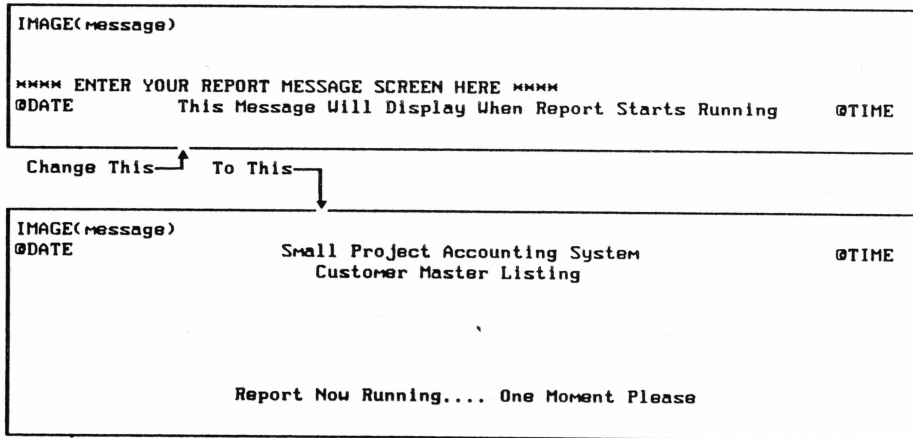 IMAGE(message)
**** ENTER YOUR REPORT MESSAGE SCREEN HERE ****
@DATE This Message Will Display When Report Starts Running @TIME
Change This To This
IMAGE(message)
@DATE Small Project Accounting System @TIME
Customer Master Listing
Report Now Running.... One Moment Please